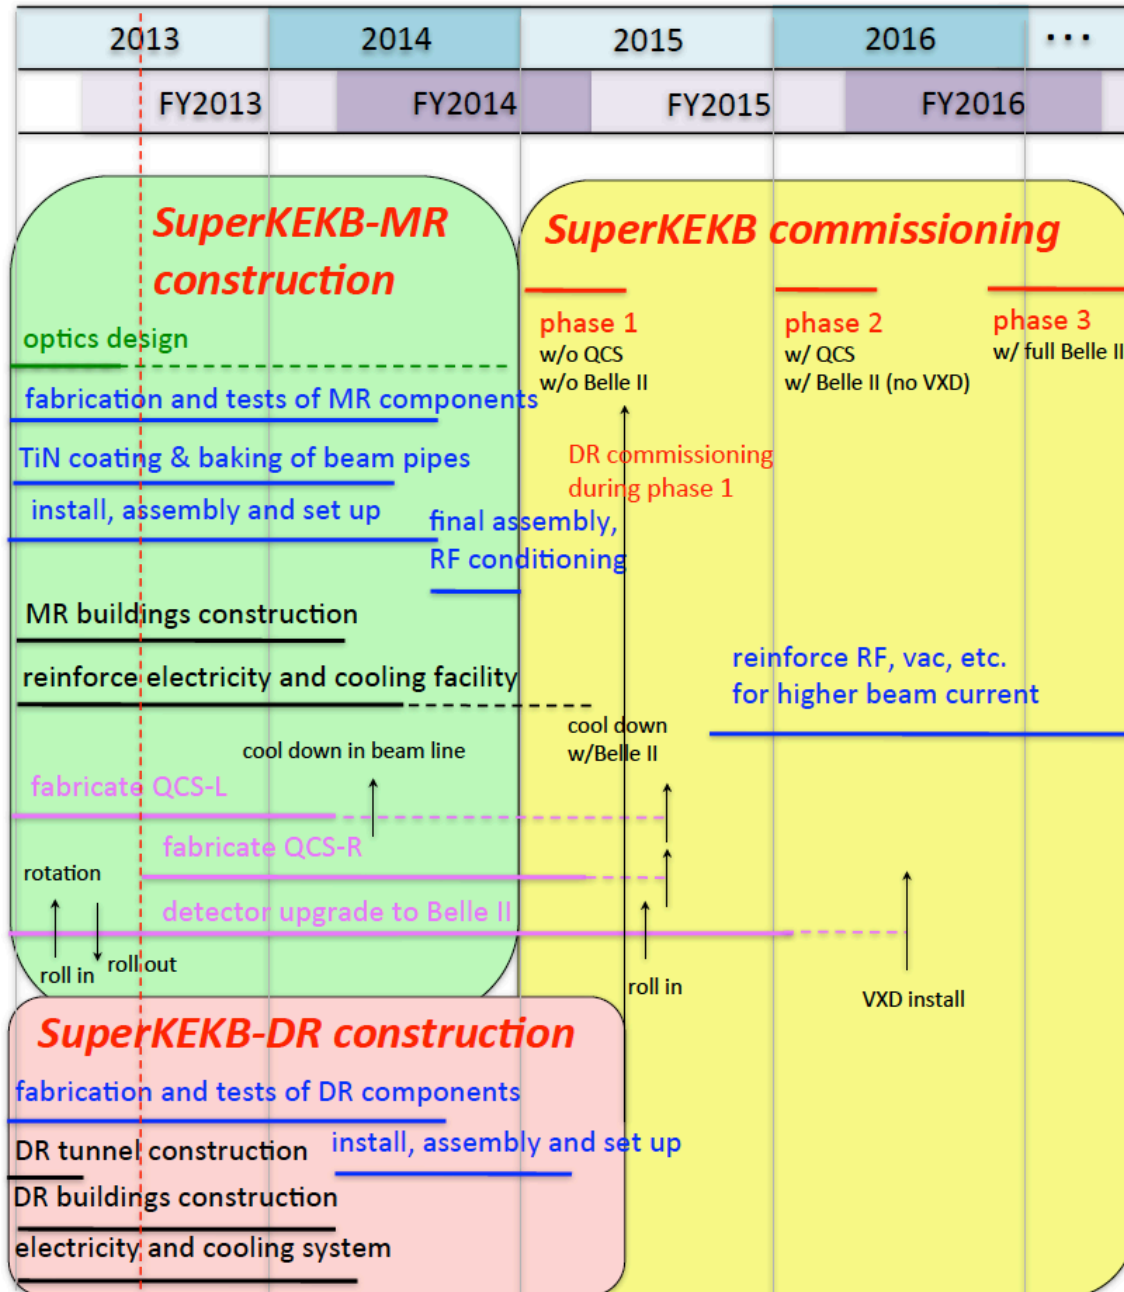 2013
2014
2015
2016
...
FY2013
FY2014
FY2015
FY2016
SuperKEKB-MR
construction
SuperKEKB commissioning
optics design
phase 1
w/o QCS
w/o Belle II
phase 2
w/ QCS
w/ Belle II (no VXD)
phase 3
w/ full Belle II
fabrication and tests of MR components
TiN coating & baking of beam pipes
install, assembly and set up
final assembly,
RF conditioning
DR commissioning
during phase 1
MR buildings construction
reinforce electricity and cooling facility
reinforce RF, vac, etc.
for higher beam current
cool down in beam line
cool down
w/Belle II
fabricate QCS-L
fabricate QCS-R
rotation
detector upgrade to Belle II
roll in
roll out
roll in
VXD install
SuperKEKB-DR construction
fabrication and tests of DR components
DR tunnel construction
install, assembly and set up
DR buildings construction
electricity and cooling system